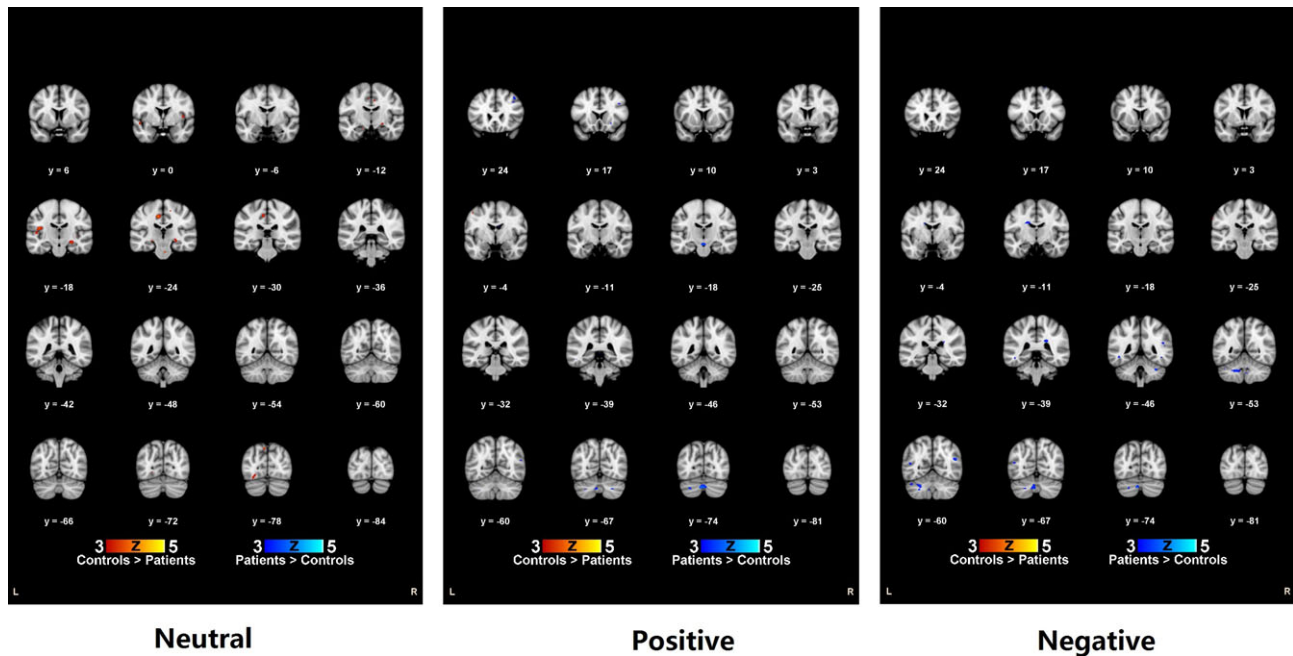 y = 6 y = 0 y = -6 y = -12
y = -18 y = -24 y = -30 y = -36
y = -42 y = -48 y = -54 y = -60
y = -66 y = -72 y = -78 y = -84
3 Z 5 3 Z 5
Controls > Patients Patients > Controls
L R
Neutral
y = 24 y = 17 y = 10 y = 3
y = -4 y = -11 y = -18 y = -25
y = -32 y = -39 y = -46 y = -53
y = -60 y = -67 y = -74 y = -81
3 Z 5 3 Z 5
Controls > Patients Patients > Controls
L R
Positive
y = 24 y = 17 y = 10 y = 3
y = -4 y = -11 y = -18 y = -25
y = -32 y = -39 y = -46 y = -53
y = -60 y = -67 y = -74 y = -81
3 Z 5 3 Z 5
Controls > Patients Patients > Controls
L R
Negative